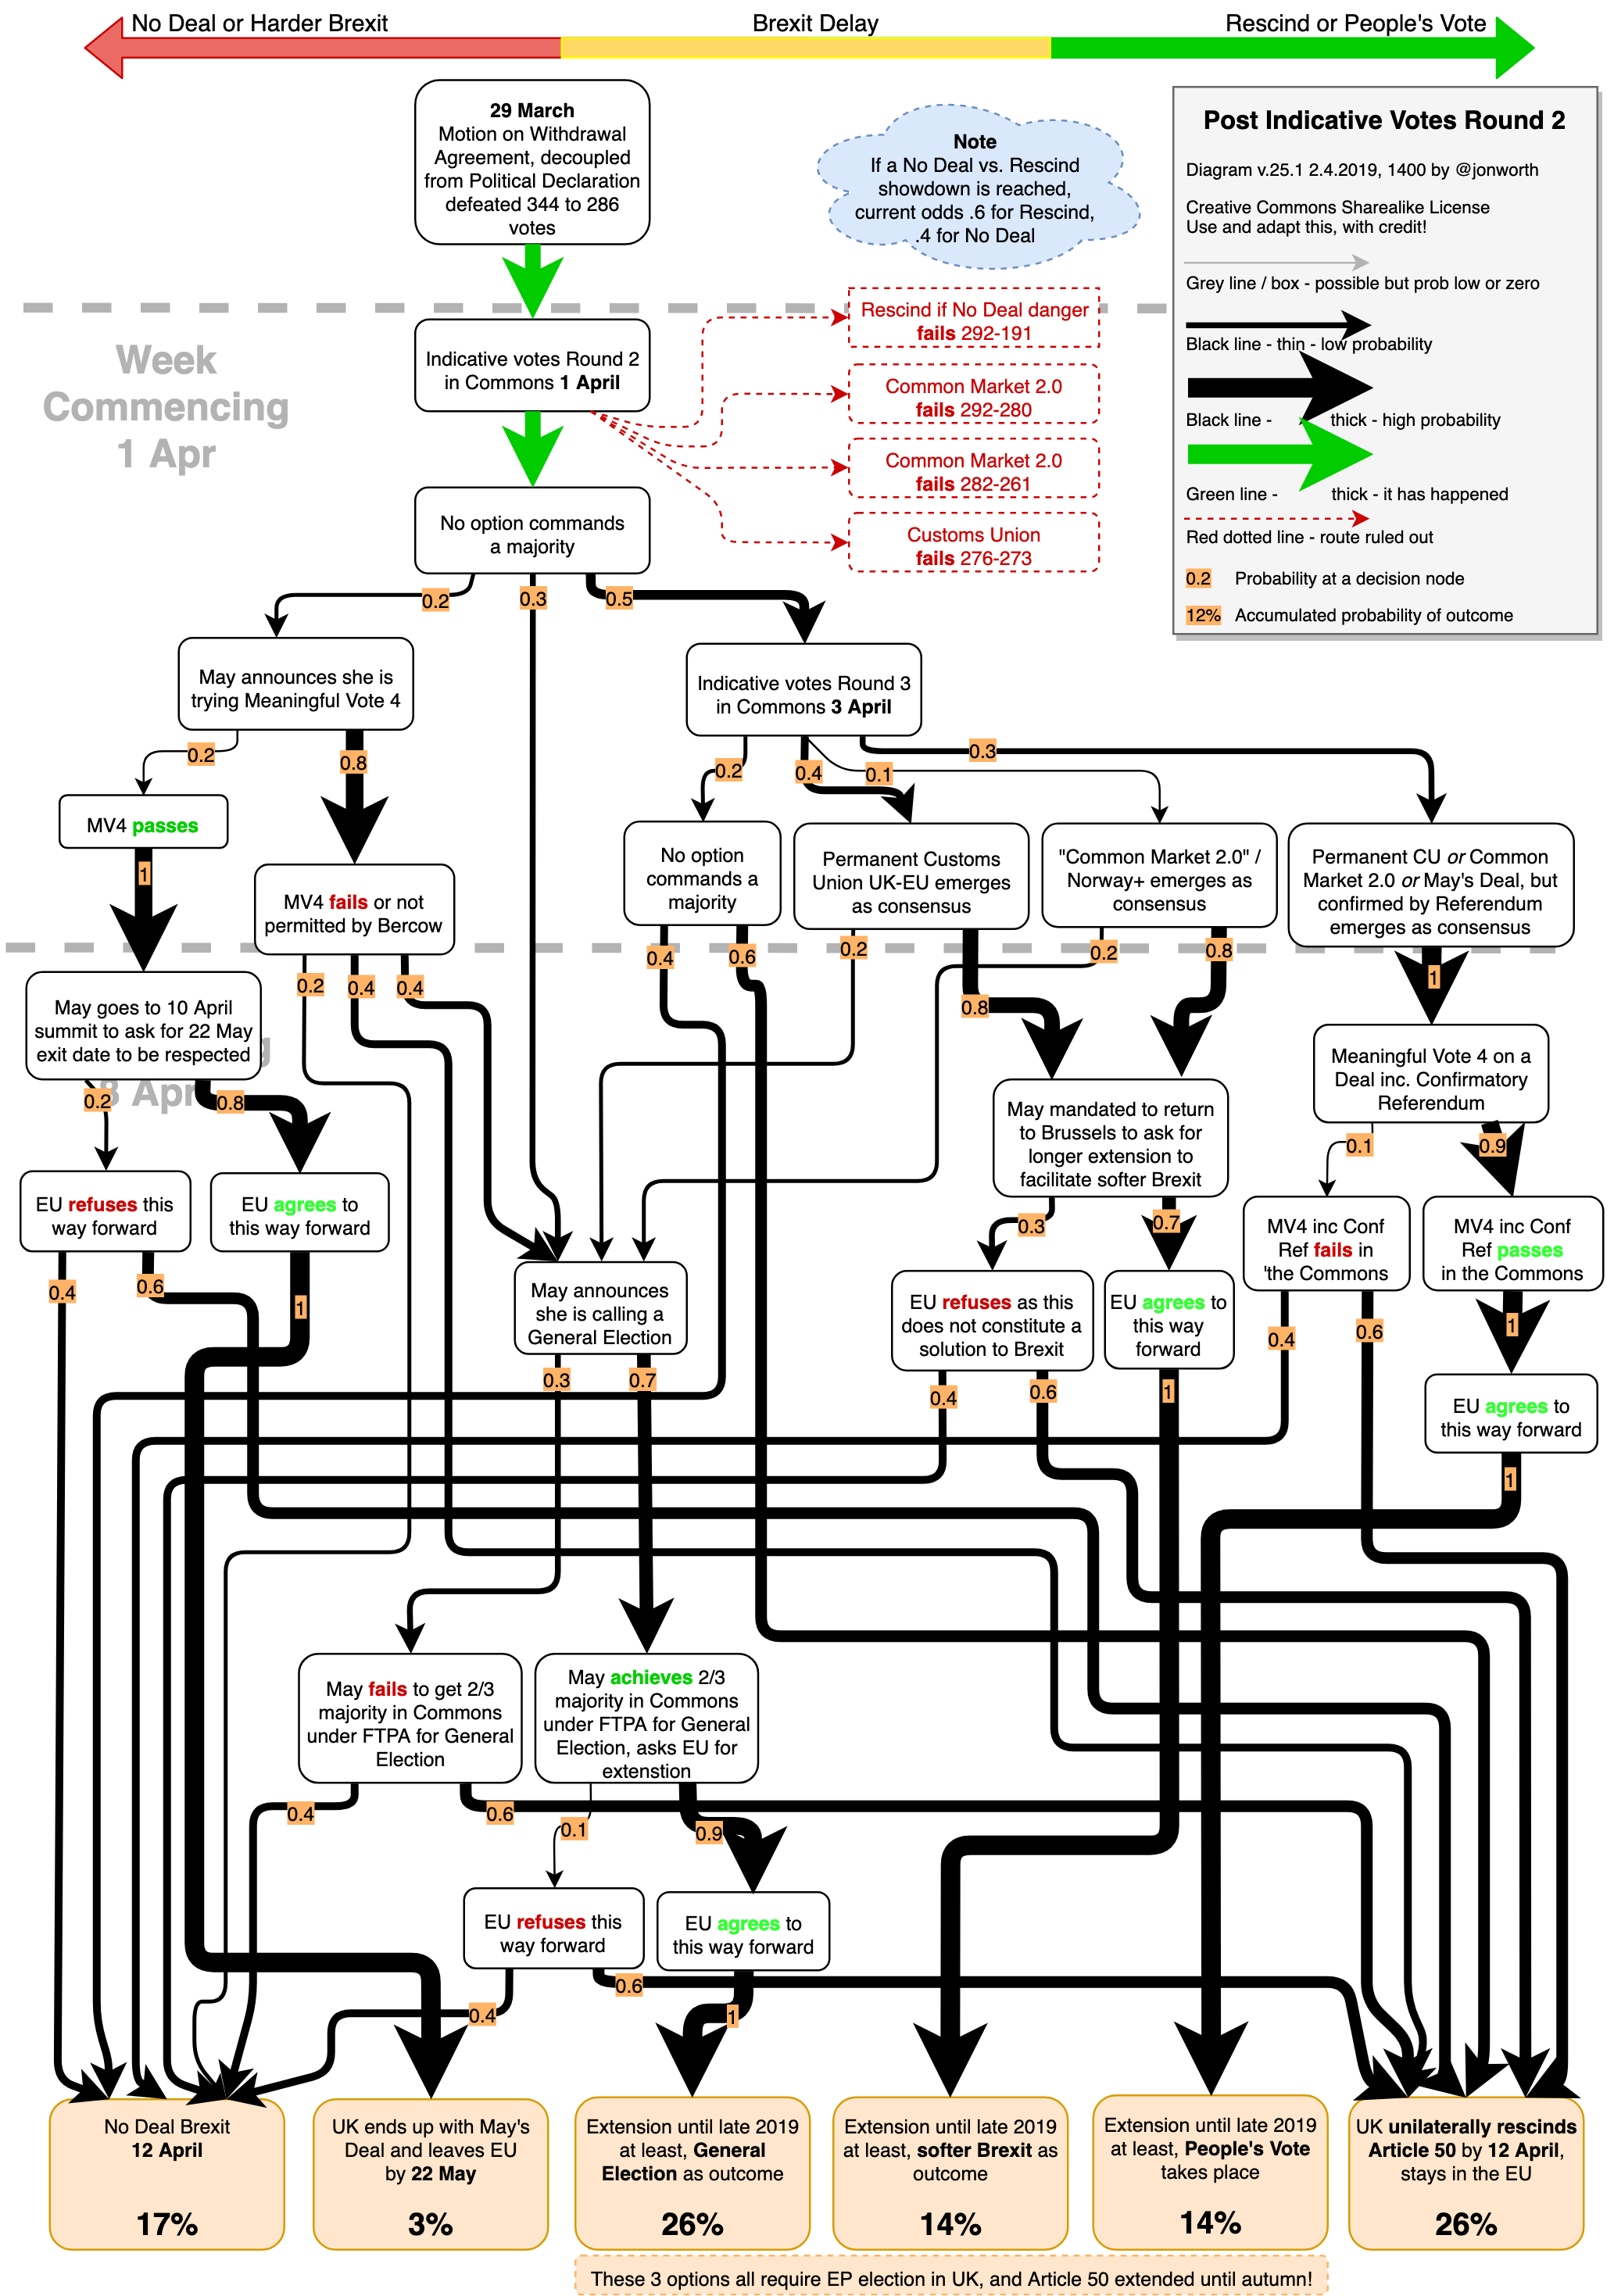 No Deal or Harder Brexit
Brexit Delay
Rescind or People's Vote
29 March
Motion on Withdrawal
Agreement, decoupled
from Political Declaration
defeated 344 to 286
votes
Note
If a No Deal vs. Rescind
showdown is reached,
current odds .6 for Rescind,
.4 for No Deal
Post Indicative Votes Round 2
Diagram v.25.1 2.4.2019, 1400 by @jonworth
Creative Commons Sharealike License
Use and adapt this, with credit!
Grey line / box - possible but prob low or zero
Black line - thin - low probability
Black line - thick - high probability
Green line - thick - it has happened
Red dotted line - route ruled out
0.2 Probability at a decision node
12% Accumulated probability of outcome
Week
Commencing
1 Apr
Indicative votes Round 2
in Commons 1 April
Rescind if No Deal danger
fails 292-191
Common Market 2.0
fails 292-280
Common Market 2.0
fails 282-261
Customs Union
fails 276-273
No option commands
a majority
0.2
0.3
0.5
May announces she is
trying Meaningful Vote 4
Indicative votes Round 3
in Commons 3 April
0.2
0.8
0.2
0.4
0.1
0.3
MV4 passes
1
MV4 fails or not
permitted by Bercow
No option
commands a
majority
Permanent Customs
Union UK-EU emerges
as consensus
"Common Market 2.0" /
Norway+ emerges as
consensus
Permanent CU or Common
Market 2.0 or May's Deal, but
confirmed by Referendum
emerges as consensus
0.2
0.4
0.4
0.4
0.6
0.2
0.8
0.2
0.8
1
May goes to 10 April
summit to ask for 22 May
exit date to be respected
g
8 Apr
0.2
0.8
May mandated to return
to Brussels to ask for
longer extension to
facilitate softer Brexit
Meaningful Vote 4 on a
Deal inc. Confirmatory
Referendum
0.1
0.9
EU refuses this
way forward
EU agrees to
this way forward
0.4
0.6
1
May announces
she is calling a
General Election
0.3
0.7
0.3
0.7
EU refuses as this
does not constitute a
solution to Brexit
EU agrees to
this way
forward
MV4 inc Conf
Ref fails in
'the Commons
MV4 inc Conf
Ref passes
in the Commons
0.4
0.6
1
0.4
0.6
1
EU agrees to
this way forward
1
May fails to get 2/3
majority in Commons
under FTPA for General
Election
May achieves 2/3
majority in Commons
under FTPA for General
Election, asks EU for
extenstion
0.4
0.6
0.1
0.9
EU refuses this
way forward
EU agrees to
this way forward
0.4
0.6
1
No Deal Brexit
12 April
17%
UK ends up with May's
Deal and leaves EU
by 22 May
3%
Extension until late 2019
at least, General
Election as outcome
26%
Extension until late 2019
at least, softer Brexit as
outcome
14%
Extension until late 2019
at least, People's Vote
takes place
14%
UK unilaterally rescinds
Article 50 by 12 April,
stays in the EU
26%
These 3 options all require EP election in UK, and Article 50 extended until autumn!